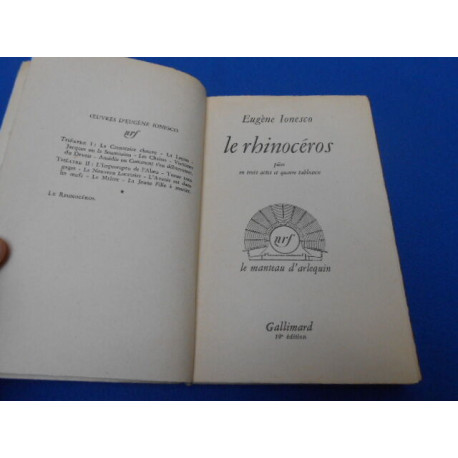 ŒUVRES D'EUGÈNE IONESCO
nrf
THÉATRE I : La Cantatrice chauve - La Leçon -
Jacques ou la Soumission - Les Chaises - Victimes
du Devoir - Amédée ou Comment s'en débarrasser.
THÉATRE II : L'Impromptu de l'Alma - Tueur sans
gages - Le Nouveau Locataire - L'Avenir est dans
les œufs - Le Maître - La Jeune Fille à marier.
*
LE RHINOCÉROS.
Eugène Ionesco
le rhinocéros
pièce
en trois actes et quatre tableaux
nrf
le manteau d'arlequin
Gallimard
10e édition